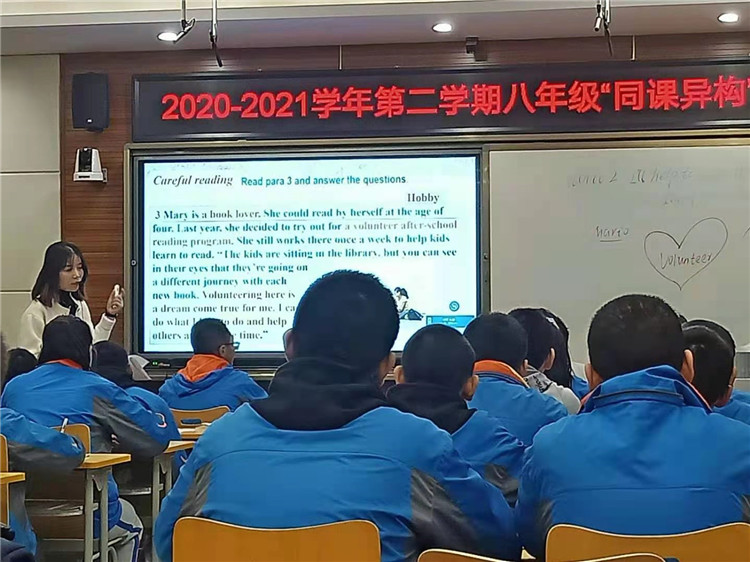 2020-2021学年第二学期八年级“同课异构
Careful reading Read para 3 and answer the questions.
Hobby
3 Mary is a book lover. She could read by herself at the age of
four. Last year, she decided to try out for a volunteer after-school
reading program. She still works there once a week to help kids
learn to read. “The kids are sitting in the library, but you can see
in their eyes that they're going on
a different journey with each
new book. Volunteering here is
a dream come true for me. I ca
do what I to do and help
others a time.”
Volunteer